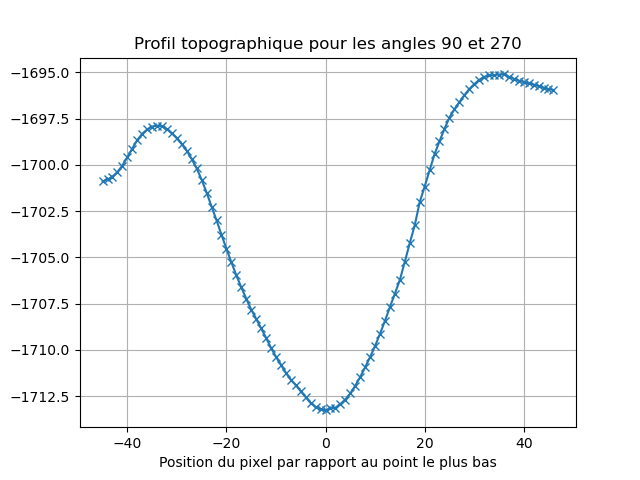 Profil topographique pour les angles 90 et 270
−1695.0
−1697.5
−1700.0
−1702.5
−1705.0
−1707.5
−1710.0
−1712.5
−40 −20 0 20 40
Position du pixel par rapport au point le plus bas